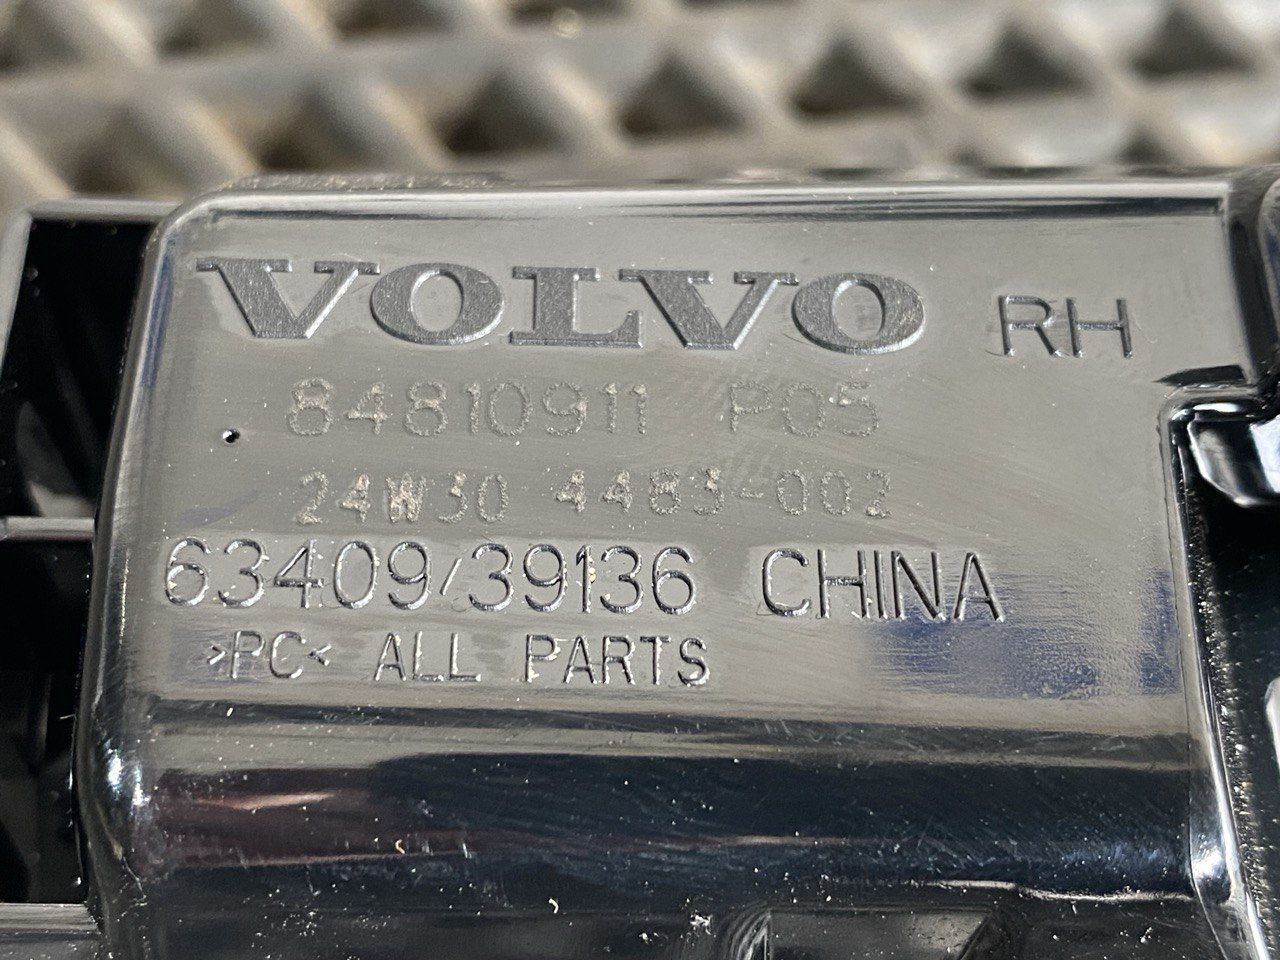 VOLVO RH
84810911 P05
24W30 4483-002
63409/39136 CHINA
>PC< ALL PARTS